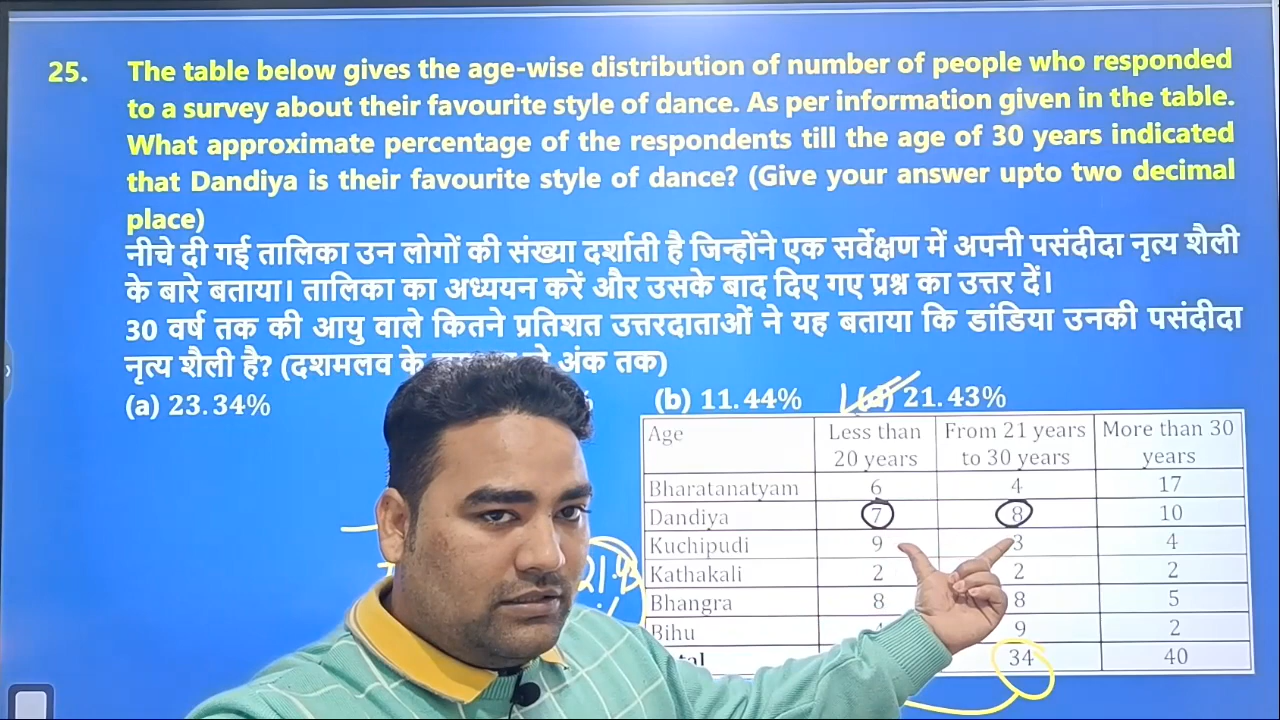 25. The table below gives the age-wise distribution of number of people who responded
to a survey about their favourite style of dance. As per information given in the table.
What approximate percentage of the respondents till the age of 30 years indicated
that Dandiya is their favourite style of dance? (Give your answer upto two decimal
place)
नीचे दी गई तालिका उन लोगों की संख्या दर्शाती है जिन्होंने एक सर्वेक्षण में अपनी पसंदीदा नृत्य शैली
के बारे बताया। तालिका का अध्ययन करें और उसके बाद दिए गए प्रश्न का उत्तर दें।
30 वर्ष तक की आयु वाले कितने प्रतिशत उत्तरदाताओं ने यह बताया कि डांडिया उनकी पसंदीदा
नृत्य शैली है? (दशमलव के अंक तक)
(a) 23.34% (b) 11.44% (d) 21.43%
Age Less than 20 years From 21 years to 30 years More than 30 years
Bharatanatyam 6 4 17
Dandiya 7 8 10
Kuchipudi 9 3 4
Kathakali 2 2 2
Bhangra 8 8 5
Bihu 9 2
34 40